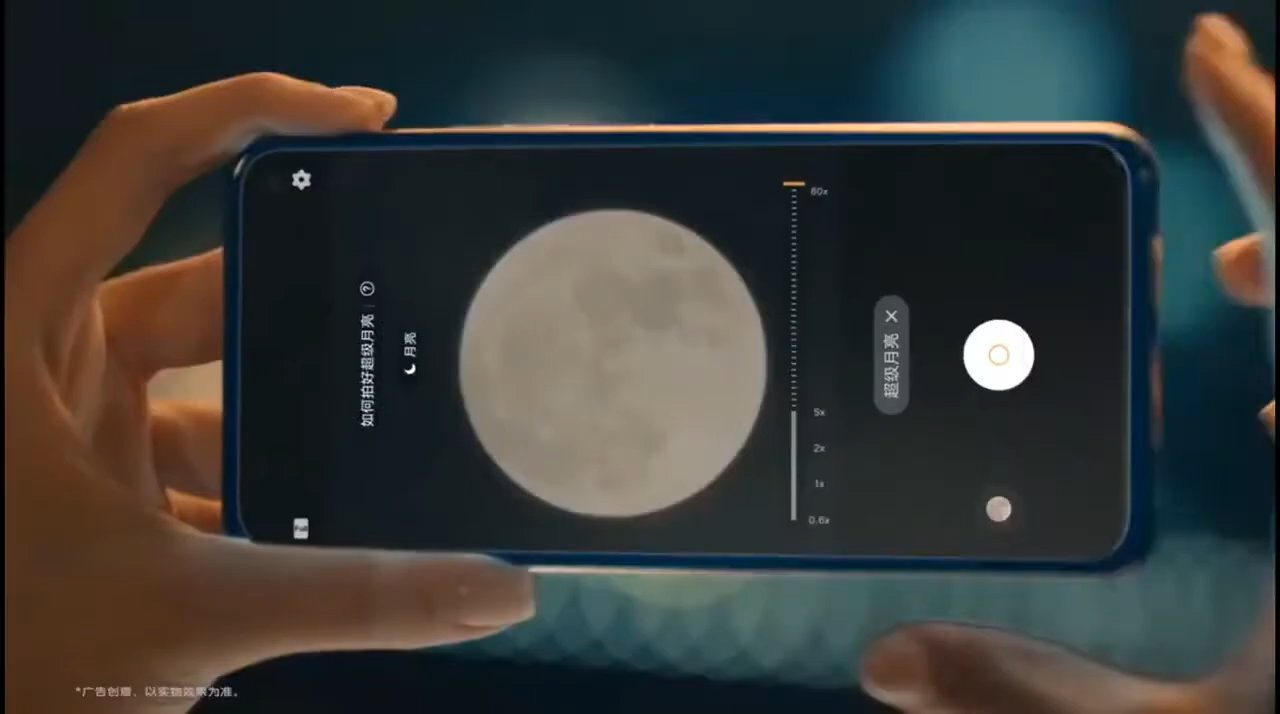 如何拍好超级月亮 | ?
月亮
60x
5x
2x
1x
0.6x
超级月亮 ×
*广告创意，以实物效果为准。